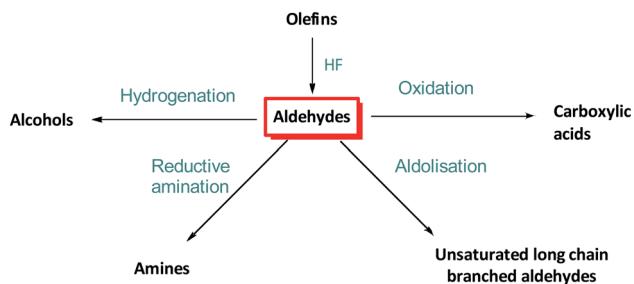 Olefins
HF
Hydrogenation
Oxidation
Alcohols
Aldehydes
Carboxylic
acids
Reductive
amination
Aldolisation
Amines
Unsaturated long chain
branched aldehydes